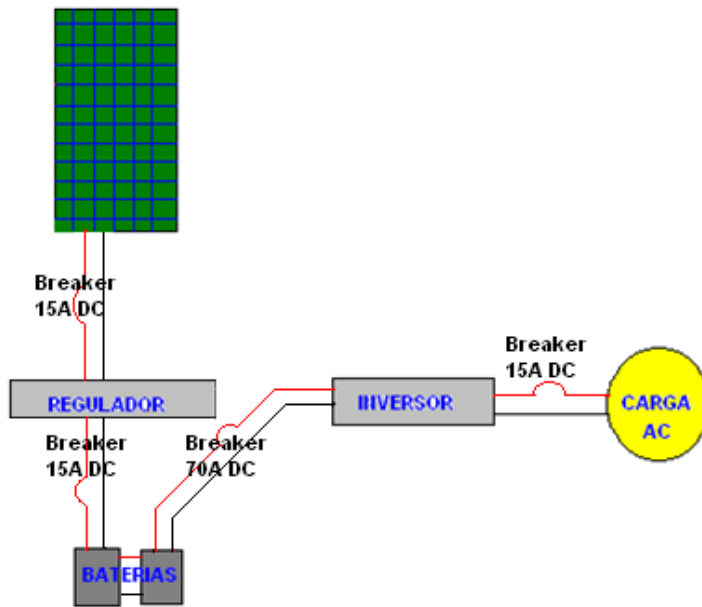 Breaker
15A DC
REGULADOR
Breaker
15A DC
Breaker
70A DC
BATERIAS
INVERSOR
Breaker
15A DC
CARGA
AC